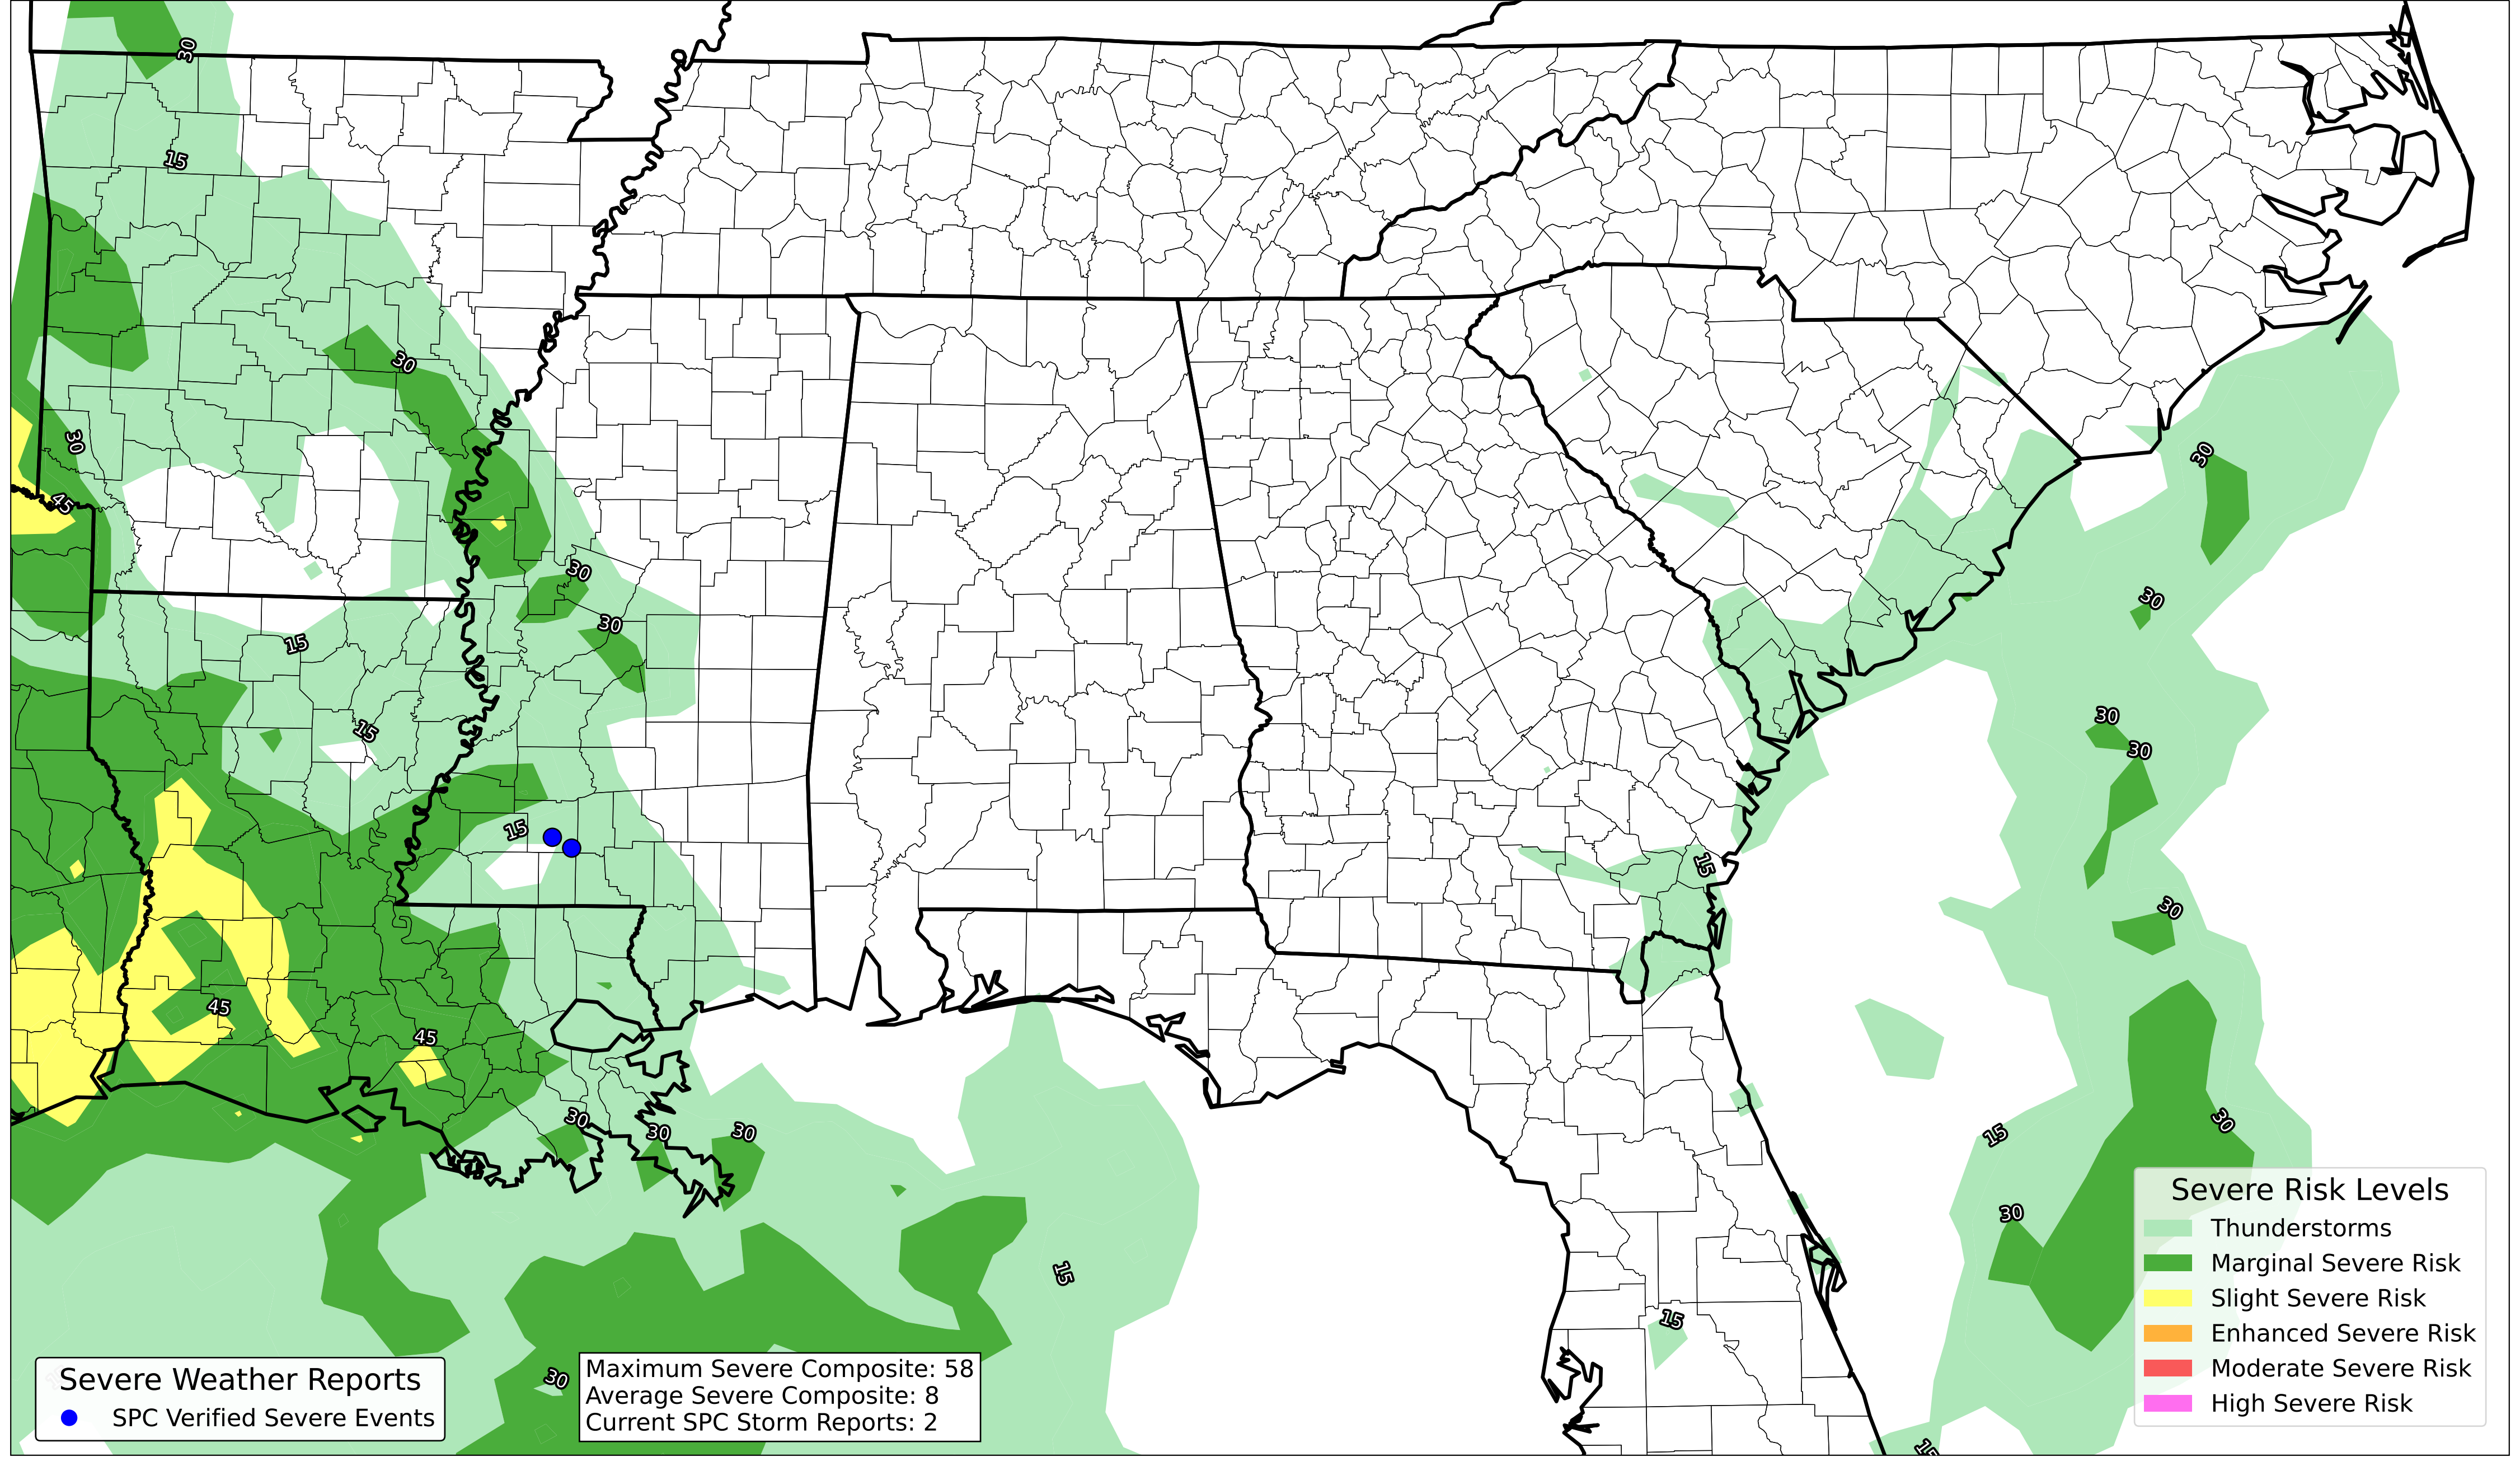 30
15
30
30
45
30
30
30
30
30
15
15
30
30
15
15
30
45
45
30
15
30
30
30
30
15
15
30
15
Severe Risk Levels
Thunderstorms
Marginal Severe Risk
Slight Severe Risk
Enhanced Severe Risk
Moderate Severe Risk
High Severe Risk
Severe Weather Reports
SPC Verified Severe Events
Maximum Severe Composite: 58
Average Severe Composite: 8
Current SPC Storm Reports: 2